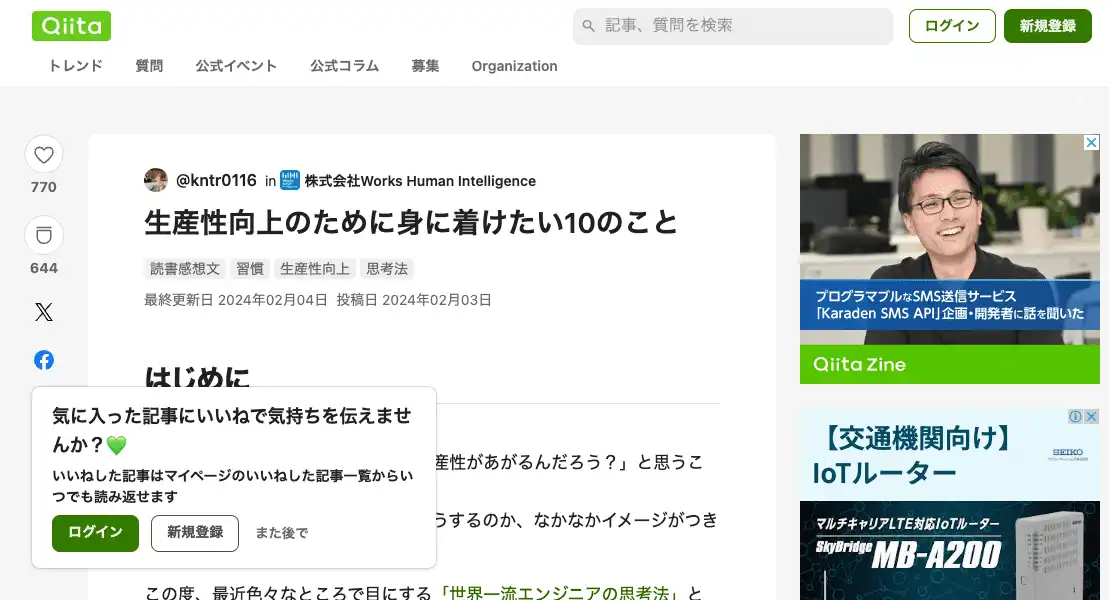 Qiita
記事、質問を検索
ログイン
新規登録
トレンド 質問 公式イベント 公式コラム 募集 Organization
770
644
@kntr0116 in 株式会社Works Human Intelligence
生産性向上のために身に着けたい10のこと
読書感想文 習慣 生産性向上 思考法
最終更新日 2024年02月04日 投稿日 2024年02月03日
はじめに
産性があがるんだろう？」と思うこ
うするのか、なかなかイメージがつき
この度、最近色々なところで目にする「世界一流エンジニアの思考法」と
気に入った記事にいいねで気持ちを伝えませ
んか？💚
いいねした記事はマイページのいいねした記事一覧からい
つでも読み返せます
ログイン 新規登録 また後で
プログラマブルなSMS送信サービス
「Karaden SMS API」企画・開発者に話を聞いた
Qiita Zine
【交通機関向け】
IoTルーター
SEIKO
マルチキャリアLTE対応IoTルーター
SkyBridge MB-A200